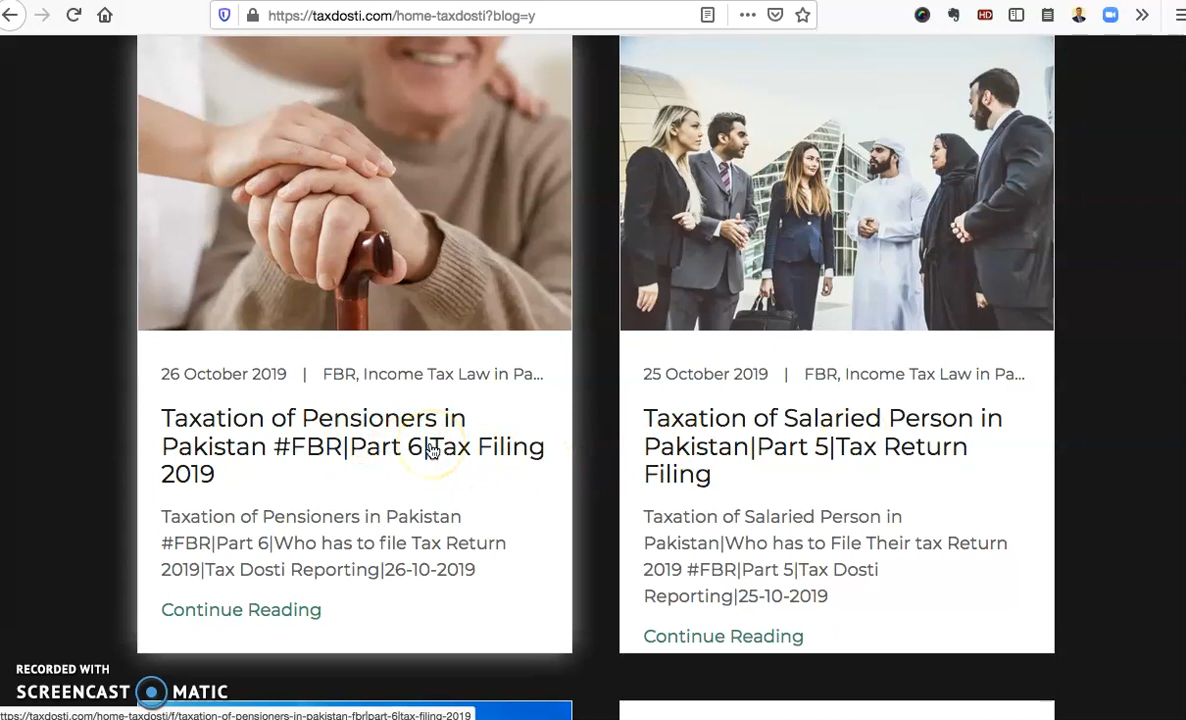 https://taxdosti.com/home-taxdosti?blog=y
HD
26 October 2019 | FBR, Income Tax Law in Pa...
Taxation of Pensioners in
Pakistan #FBR|Part 6|Tax Filing
2019
Taxation of Pensioners in Pakistan
#FBR|Part 6|Who has to file Tax Return
2019|Tax Dosti Reporting|26-10-2019
Continue Reading
25 October 2019 | FBR, Income Tax Law in Pa...
Taxation of Salaried Person in
Pakistan|Part 5|Tax Return
Filing
Taxation of Salaried Person in
Pakistan|Who has to File Their tax Return
2019 #FBR|Part 5|Tax Dosti
Reporting|25-10-2019
Continue Reading
RECORDED WITH
SCREENCAST MATIC
https://taxdosti.com/home-taxdosti/f/taxation-of-pensioners-in-pakistan-fbr|part-6|tax-filing-2019